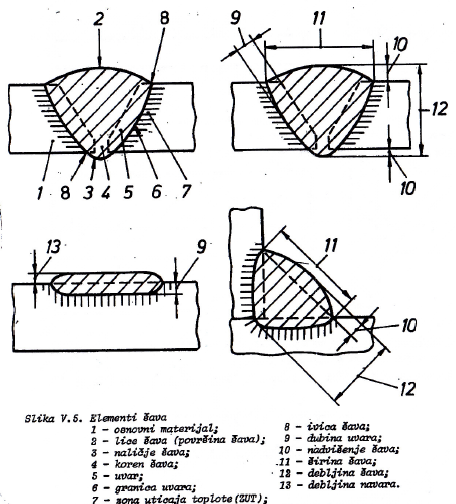 9
11
2
8
10
12
1
8
3
4
5
6
7
10
13
9
11
10
12
Slika V.5. Elementi šava
1 - osnovni materijal;
2 - lice šava (površina šava);
3 - naličje šava;
4 - koren šava;
5 - uvar;
6 - granica uvara;
7 - zona uticaja toplote(ZUT);
8 - ivica šava;
9 - dubina uvara;
10 - nadvišenje šava;
11 - širina šava;
12 - debljina šava;
13 - debljina navara.